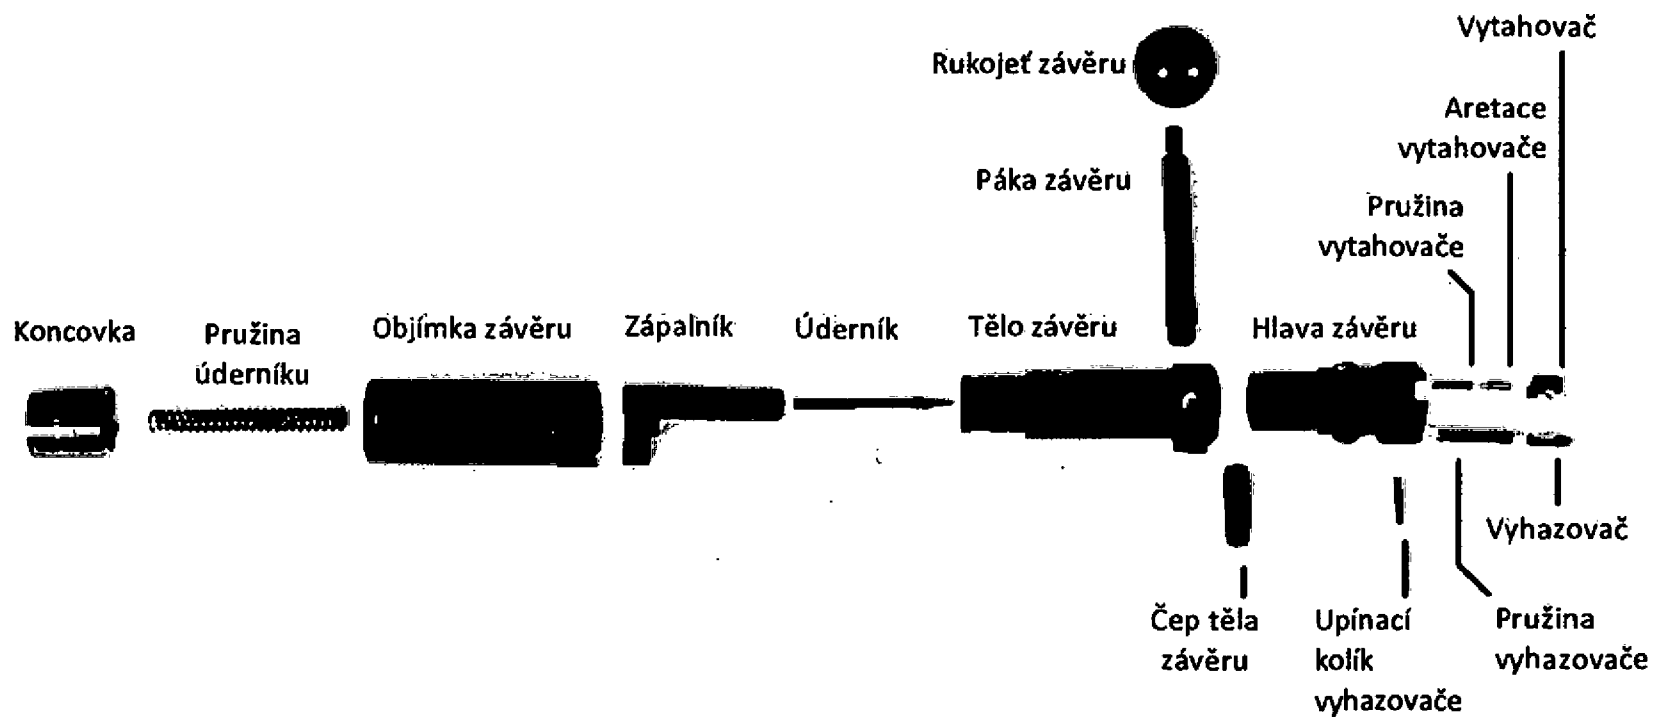 Vytahovač
Rukojeť závěru
Aretace
vytahovače
Páka závěru
Pružina
vytahovače
Koncovka
Pružina
úderníku
Objímka závěru
Zápalník
Úderník
Tělo závěru
Hlava závěru
Vyhazovač
Čep těla
závěru
Upínací
kolík
vyhazovače
Pružina
vyhazovače